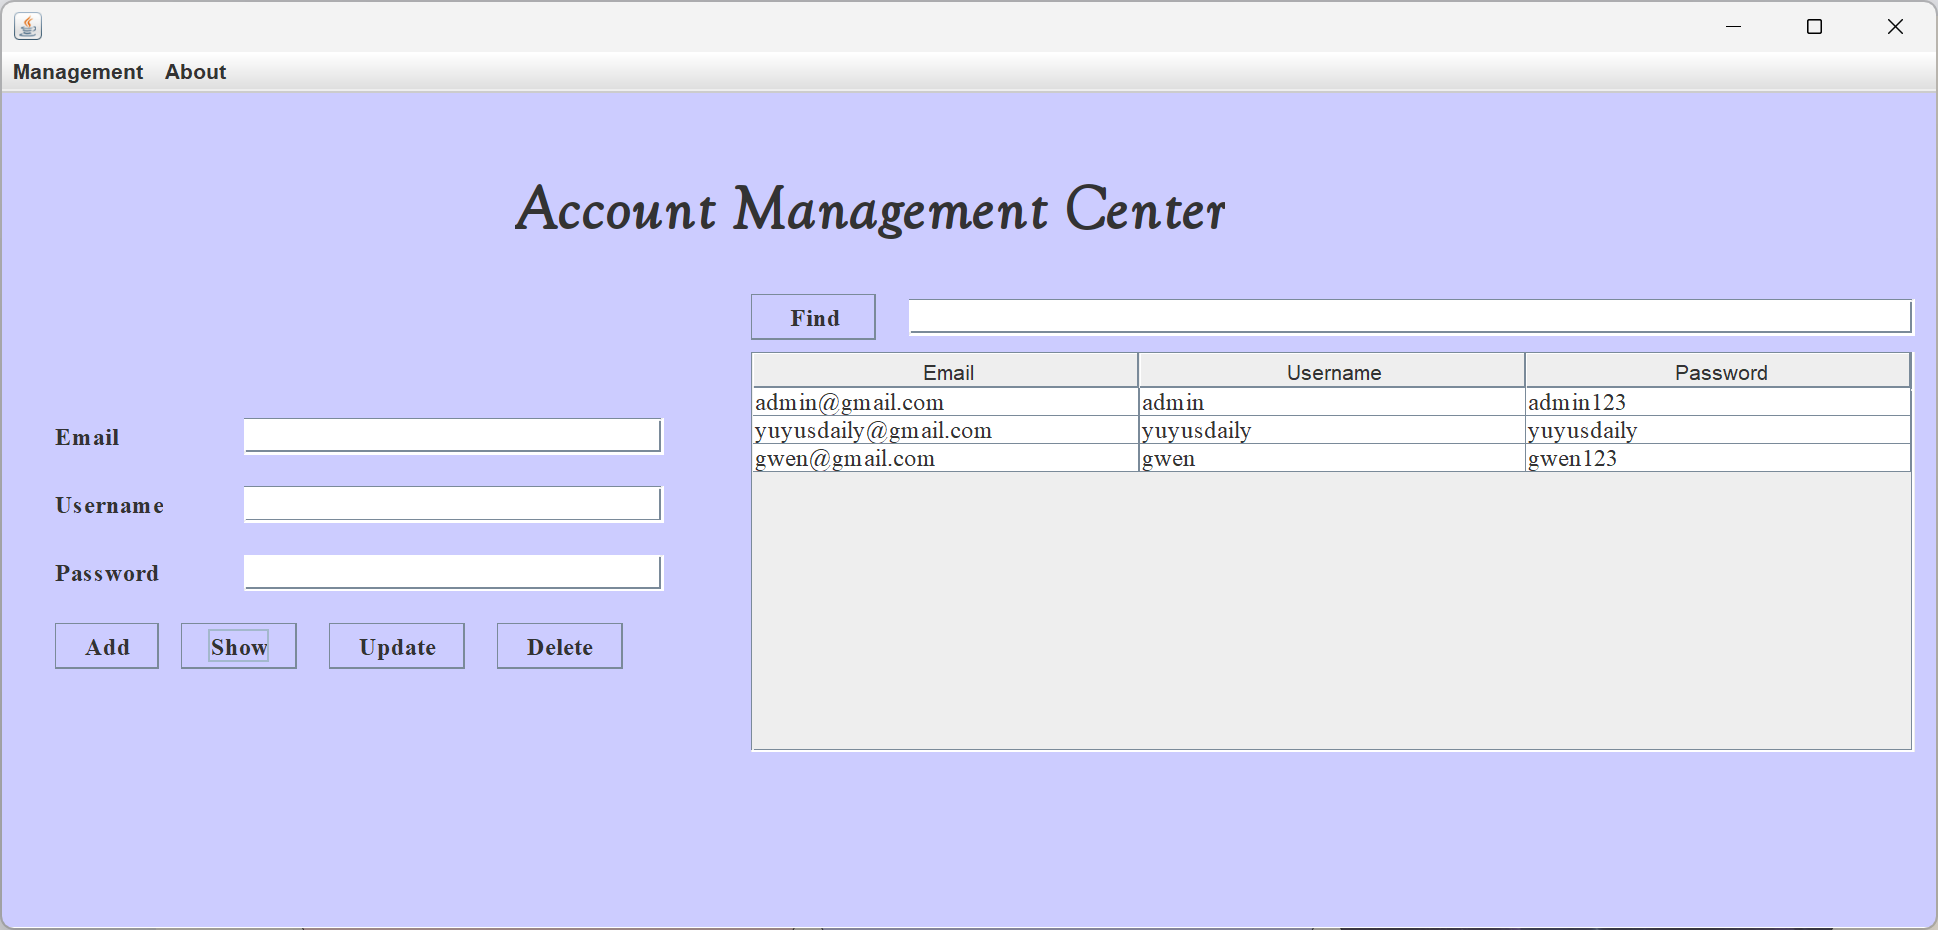 Management About
Account Management Center
Find
Email Username Password
admin@gmail.com admin admin123
yuyusdaily@gmail.com yuyusdaily yuyusdaily
gwen@gmail.com gwen gwen123
Email
Username
Password
Add Show Update Delete